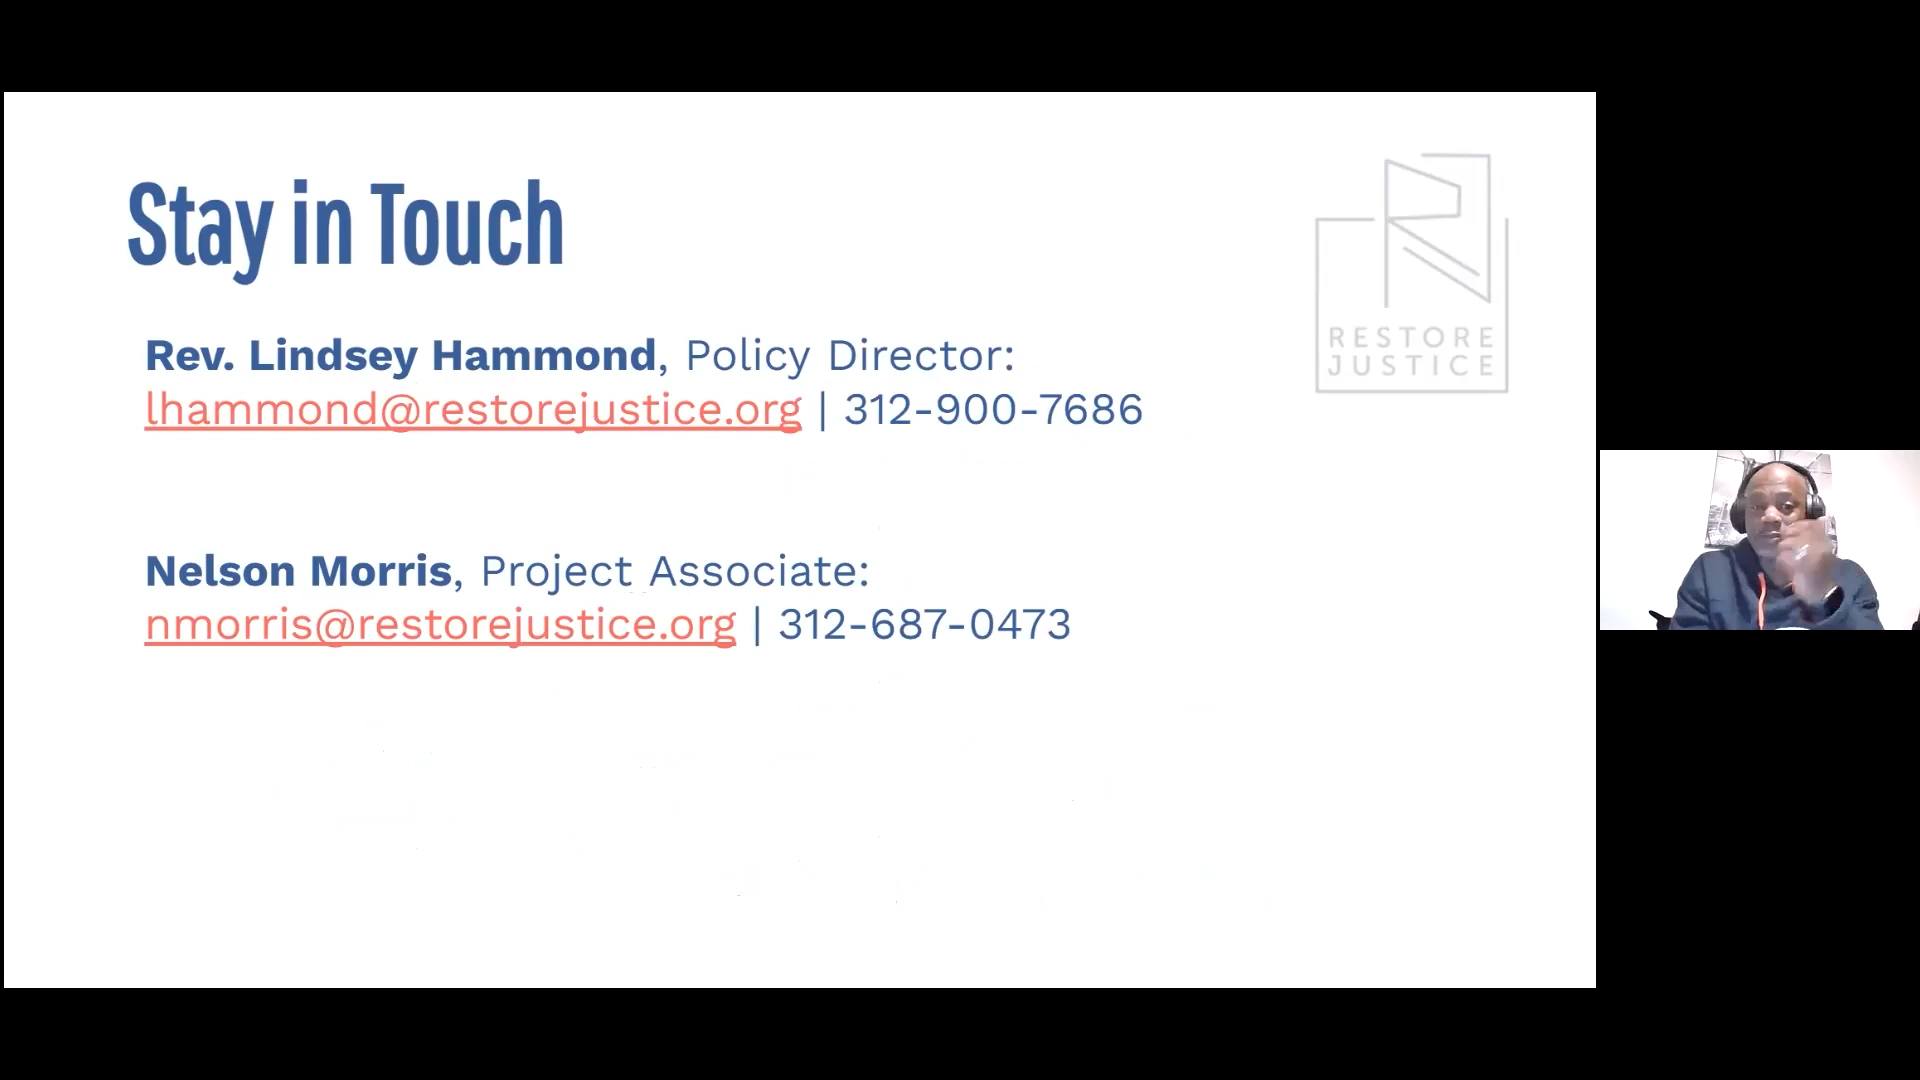 Stay in Touch
Rev. Lindsey Hammond, Policy Director:
lhammond@restorejustice.org | 312-900-7686
Nelson Morris, Project Associate:
nmorris@restorejustice.org | 312-687-0473
RESTORE
JUSTICE